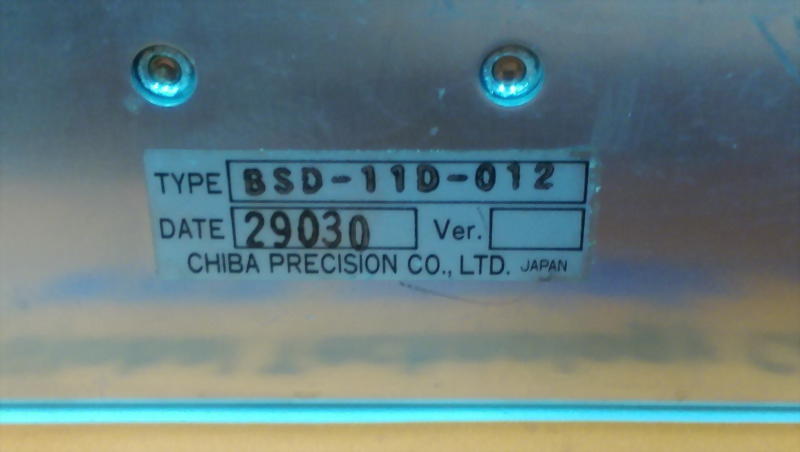 TYPE BSD-11D-012
DATE 29030 Ver.
CHIBA PRECISION CO., LTD. JAPAN